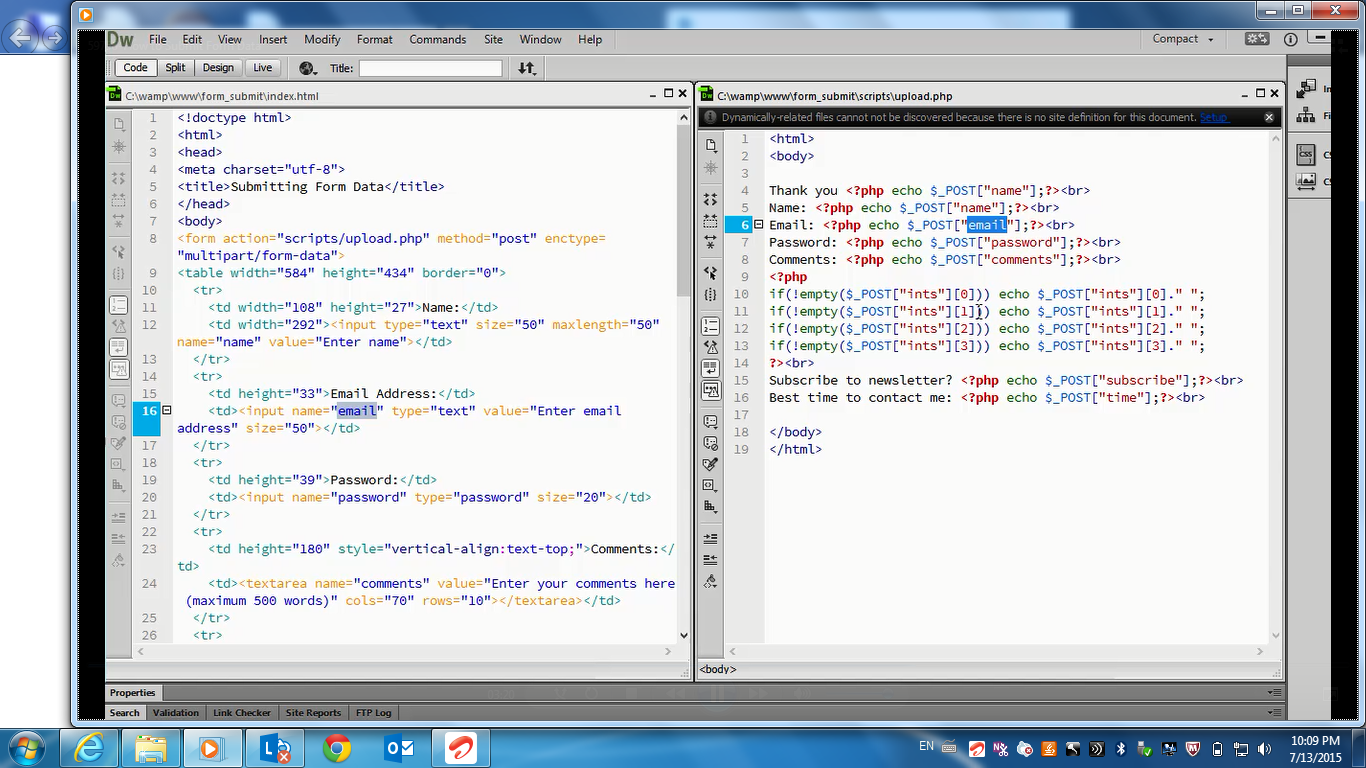 Dw File Edit View Insert Modify Format Commands Site Window Help Compact
Code Split Design Live Title:
C:\wamp\www\form_submit\index.html
1 <!doctype html>
2 <html>
3 <head>
4 <meta charset="utf-8">
5 <title>Submitting Form Data</title>
6 </head>
7 <body>
8 <form action="scripts/upload.php" method="post" enctype=
"multipart/form-data">
9 <table width="584" height="434" border="0">
10 <tr>
11 <td width="108" height="27">Name:</td>
12 <td width="292"><input type="text" size="50" maxlength="50"
name="name" value="Enter name"></td>
13 </tr>
14 <tr>
15 <td height="33">Email Address:</td>
16 <td><input name="email" type="text" value="Enter email
address" size="50"></td>
17 </tr>
18 <tr>
19 <td height="39">Password:</td>
20 <td><input name="password" type="password" size="20"></td>
21 </tr>
22 <tr>
23 <td height="180" style="vertical-align:text-top;">Comments:</
td>
24 <td><textarea name="comments" value="Enter your comments here
(maximum 500 words)" cols="70" rows="10"></textarea></td>
25 </tr>
26 <tr>
C:\wamp\www\form_submit\scripts\upload.php
Dynamically-related files cannot not be discovered because there is no site definition for this document. Setup
1 <html>
2 <body>
3
4 Thank you <?php echo $_POST["name"];?><br>
5 Name: <?php echo $_POST["name"];?><br>
6 Email: <?php echo $_POST["email"];?><br>
7 Password: <?php echo $_POST["password"];?><br>
8 Comments: <?php echo $_POST["comments"];?><br>
9 <?php
10 if(!empty($_POST["ints"][0])) echo $_POST["ints"][0]." ";
11 if(!empty($_POST["ints"][1])) echo $_POST["ints"][1]." ";
12 if(!empty($_POST["ints"][2])) echo $_POST["ints"][2]." ";
13 if(!empty($_POST["ints"][3])) echo $_POST["ints"][3]." ";
14 ?><br>
15 Subscribe to newsletter? <?php echo $_POST["subscribe"];?><br>
16 Best time to contact me: <?php echo $_POST["time"];?><br>
17
18 </body>
19 </html>
<body>
Properties
Search Validation Link Checker Site Reports FTP Log
EN
10:09 PM
7/13/2015